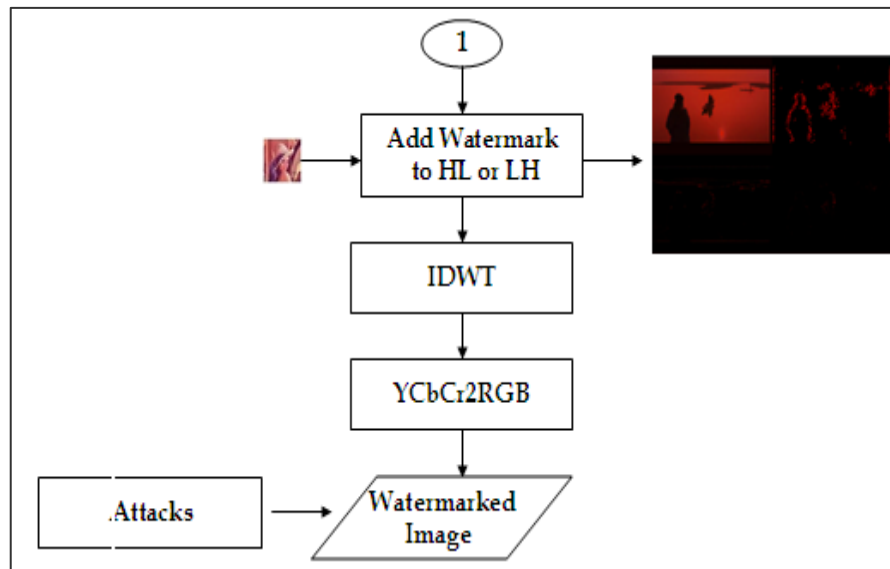 1
Add Watermark
to HL or LH
IDWT
YCbCr2RGB
.Attacks
Watermarked
Image